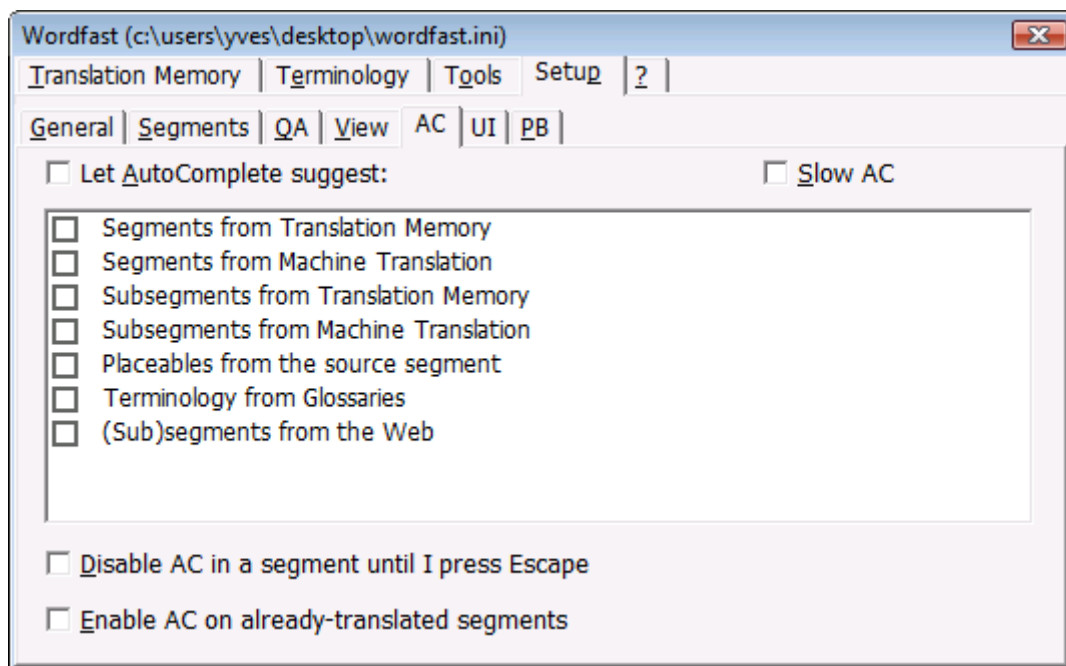 Wordfast (c:\users\yves\desktop\wordfast.ini)
Translation Memory Terminology Tools Setup ?
General Segments QA View AC UI PB
Let AutoComplete suggest: Slow AC
Segments from Translation Memory
Segments from Machine Translation
Subsegments from Translation Memory
Subsegments from Machine Translation
Placeables from the source segment
Terminology from Glossaries
(Sub)segments from the Web
Disable AC in a segment until I press Escape
Enable AC on already-translated segments